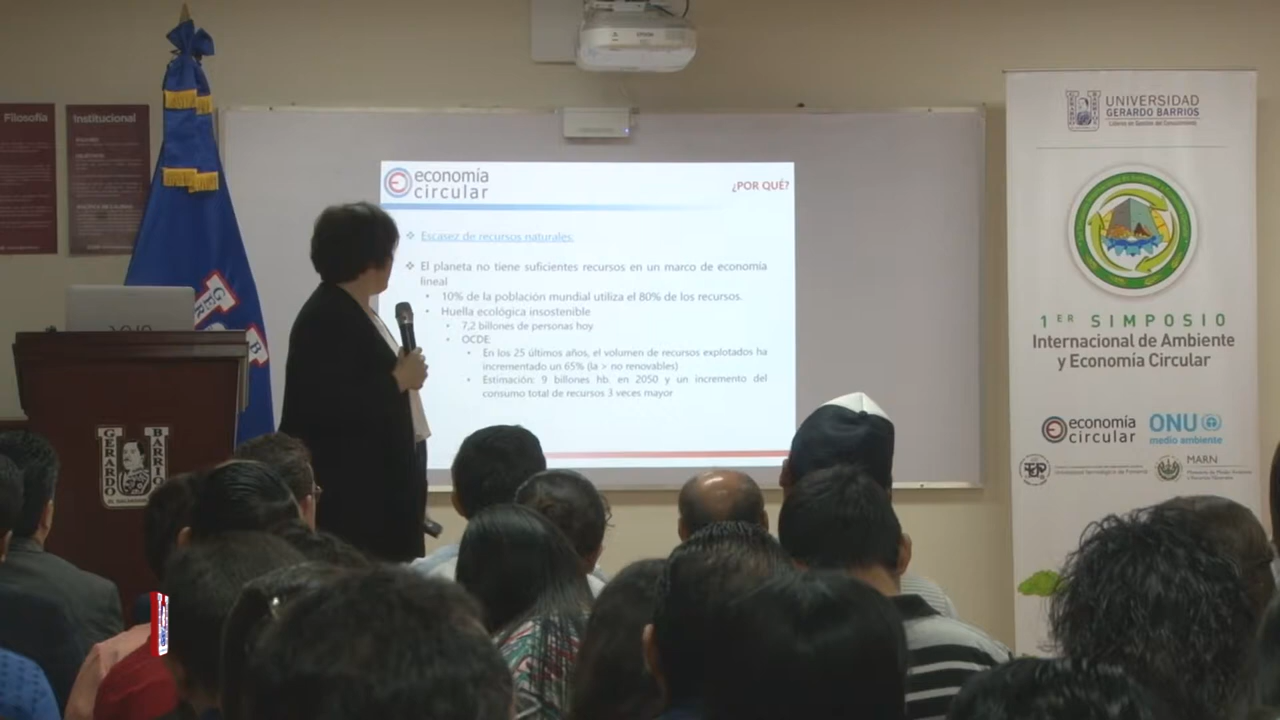 Filosofía
Institucional
economía
circular
¿POR QUÉ?
Escasez de recursos naturales.
El planeta no tiene suficientes recursos en un marco de economía
lineal
10% de la población mundial utiliza el 80% de los recursos.
Huella ecológica insostenible
7,2 billones de personas hoy
OCDE:
En los 25 últimos años, el volumen de recursos explotados ha
incrementado un 65% (la > no renovables)
Estimación: 9 billones hb. en 2050 y un incremento del
consumo total de recursos 3 veces mayor
GERARDO
BARRIOS
EL SALVADOR
UNIVERSIDAD
GERARDO BARRIOS
1ER SIMPOSIO
Internacional de Ambiente
y Economía Circular
economía
circular
ONU
medio ambiente
MARN